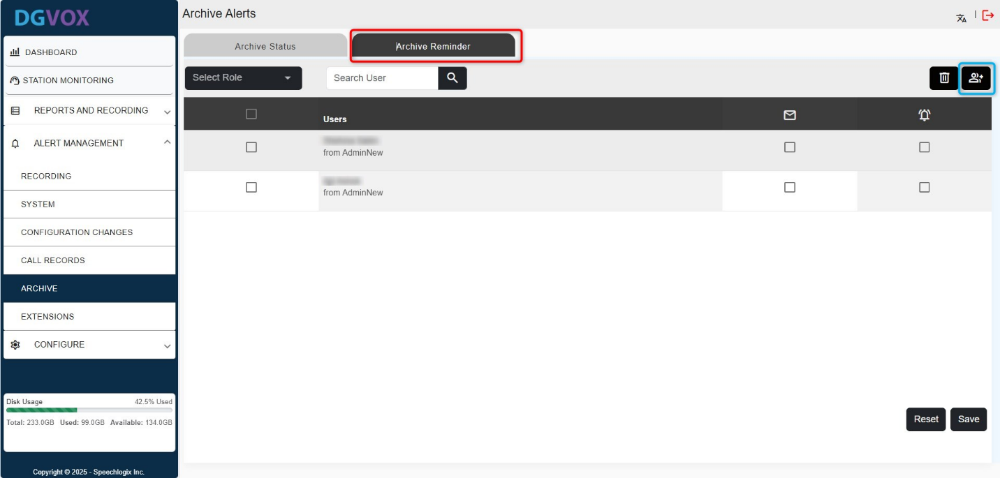 DGVOX
Archive Alerts
DASHBOARD
STATION MONITORING
REPORTS AND RECORDING
ALERT MANAGEMENT
RECORDING
SYSTEM
CONFIGURATION CHANGES
CALL RECORDS
ARCHIVE
EXTENSIONS
CONFIGURE
Disk Usage 42.5% Used
Total: 233.0GB Used: 99.0GB Available: 134.0GB
Copyright © 2025 - Speechlogix Inc.
Archive Status Archive Reminder
Select Role Search User
Users
from AdminNew
from AdminNew
Reset Save